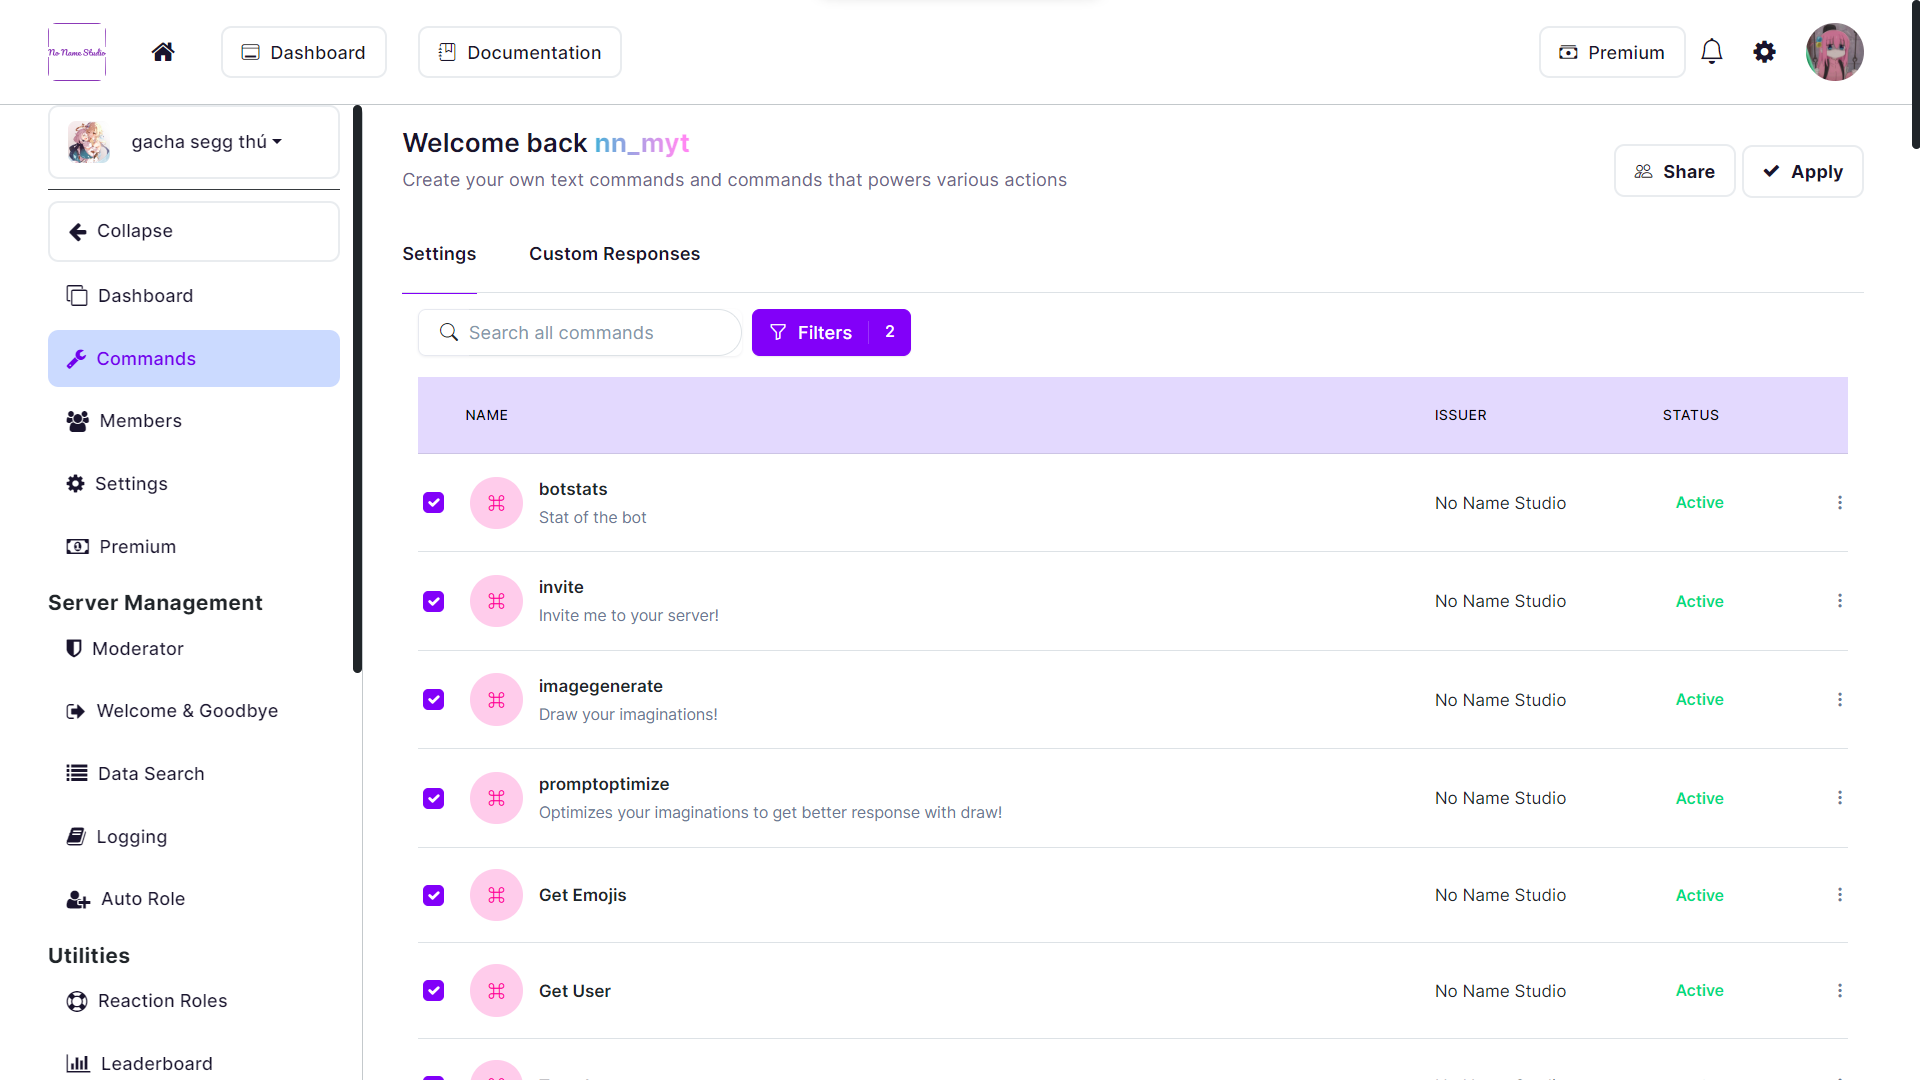 No Name Studio
Dashboard
Documentation
Premium
gacha segg thú
Collapse
Dashboard
Commands
Members
Settings
Premium
Server Management
Moderator
Welcome & Goodbye
Data Search
Logging
Auto Role
Utilities
Reaction Roles
Leaderboard
Welcome back nn_myt
Create your own text commands and commands that powers various actions
Share
Apply
Settings
Custom Responses
Search all commands
Filters 2
NAME ISSUER STATUS
botstats
Stat of the bot
No Name Studio
Active
invite
Invite me to your server!
No Name Studio
Active
imagegenerate
Draw your imaginations!
No Name Studio
Active
promptoptimize
Optimizes your imaginations to get better response with draw!
No Name Studio
Active
Get Emojis
No Name Studio
Active
Get User
No Name Studio
Active